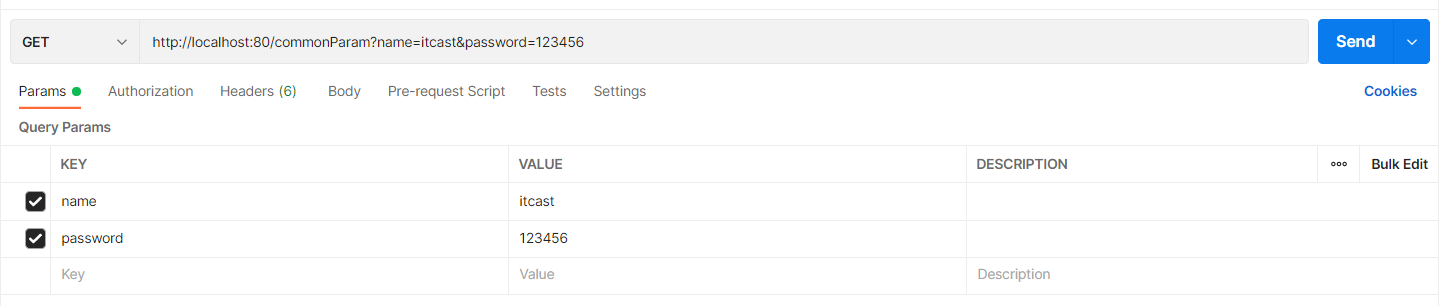 GET http://localhost:80/commonParam?name=itcast&password=123456 Send
Params Authorization Headers (6) Body Pre-request Script Tests Settings Cookies
Query Params
KEY VALUE DESCRIPTION ooo Bulk Edit
name itcast
password 123456
Key Value Description